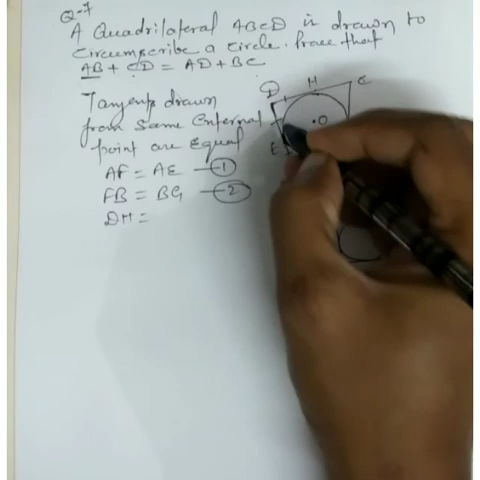 Q-7
A Quadrilateral ABCD is drawn to
circumscribe a circle. Prove that
AB + CD = AD + BC
Tangents drawn
from same external
point are equal
AF = AE — 1
FB = BG — 2
DH =
D
H
C
O
E